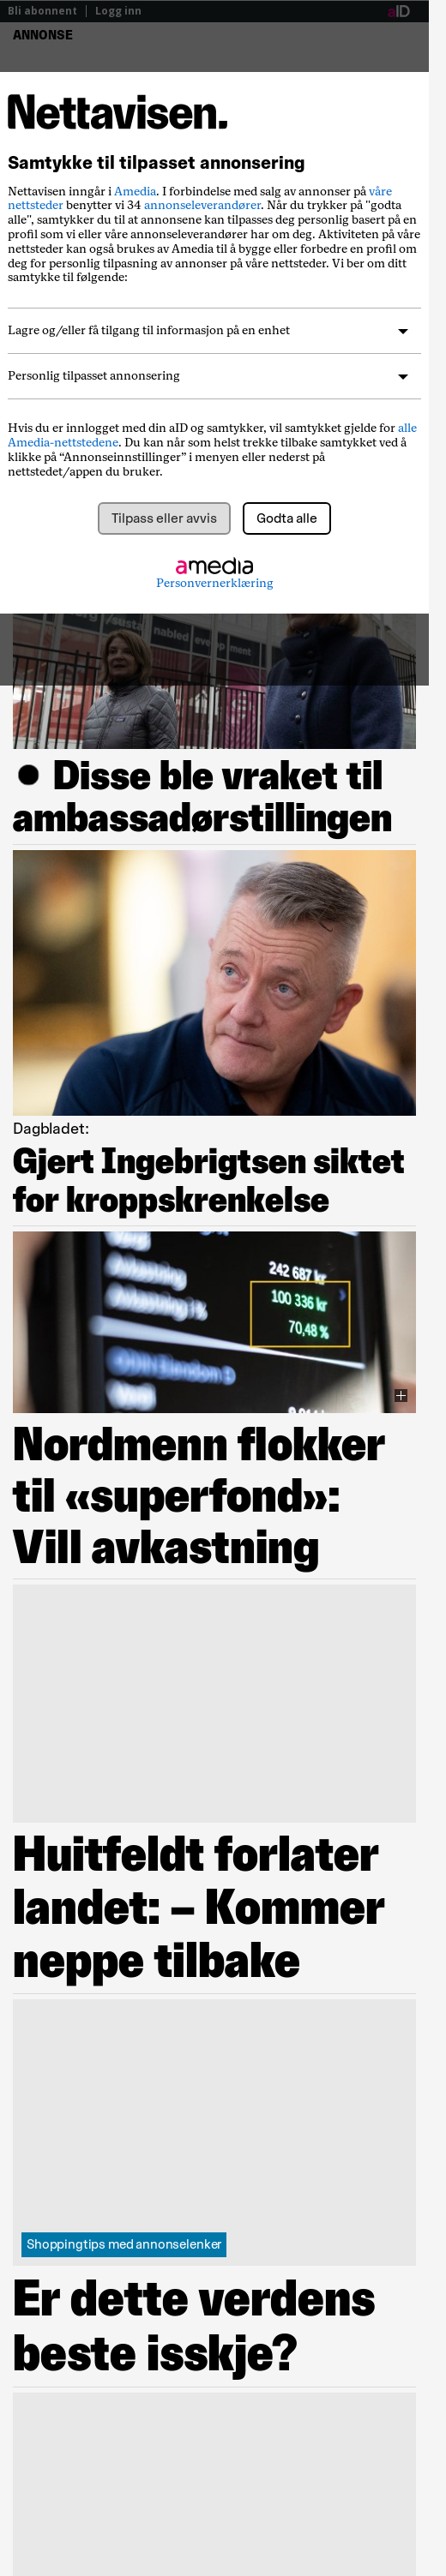 Bli abonnent
Logg inn
aID
ANNONSE
Nettavisen.
Samtykke til tilpasset annonsering
Nettavisen inngår i Amedia. I forbindelse med salg av annonser på våre
nettsteder benytter vi 34 annonseleverandører. Når du trykker på "godta
alle", samtykker du til at annonsene kan tilpasses deg personlig basert på en
profil som vi eller våre annonseleverandører har om deg. Aktiviteten på våre
nettsteder kan også brukes av Amedia til å bygge eller forbedre en profil om
deg for personlig tilpasning av annonser på våre nettsteder. Vi ber om ditt
samtykke til følgende:
Lagre og/eller få tilgang til informasjon på en enhet
Personlig tilpasset annonsering
Hvis du er innlogget med din aID og samtykker, vil samtykket gjelde for alle
Amedia-nettstedene. Du kan når som helst trekke tilbake samtykket ved å
klikke på “Annonseinnstillinger” i menyen eller nederst på
nettstedet/appen du bruker.
Tilpass eller avvis
Godta alle
amedia
Personvernerklæring
Disse ble vraket til
ambassadørstillingen
Dagbladet:
Gjert Ingebrigtsen siktet
for kroppskrenkelse
242 687 kr
100 336 kr
70,48 %
Nordmenn flokker
til «superfond»:
Vill avkastning
Huitfeldt forlater
landet: – Kommer
neppe tilbake
Shoppingtips med annonselenker
Er dette verdens
beste isskje?